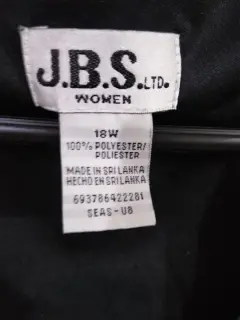 J.B.S.LTD.
WOMEN
18W
100% POLYESTER/
POLIESTER
MADE IN SRI LANKA
HECHO EN SRI LANKA
693786422281
SEAS-U8